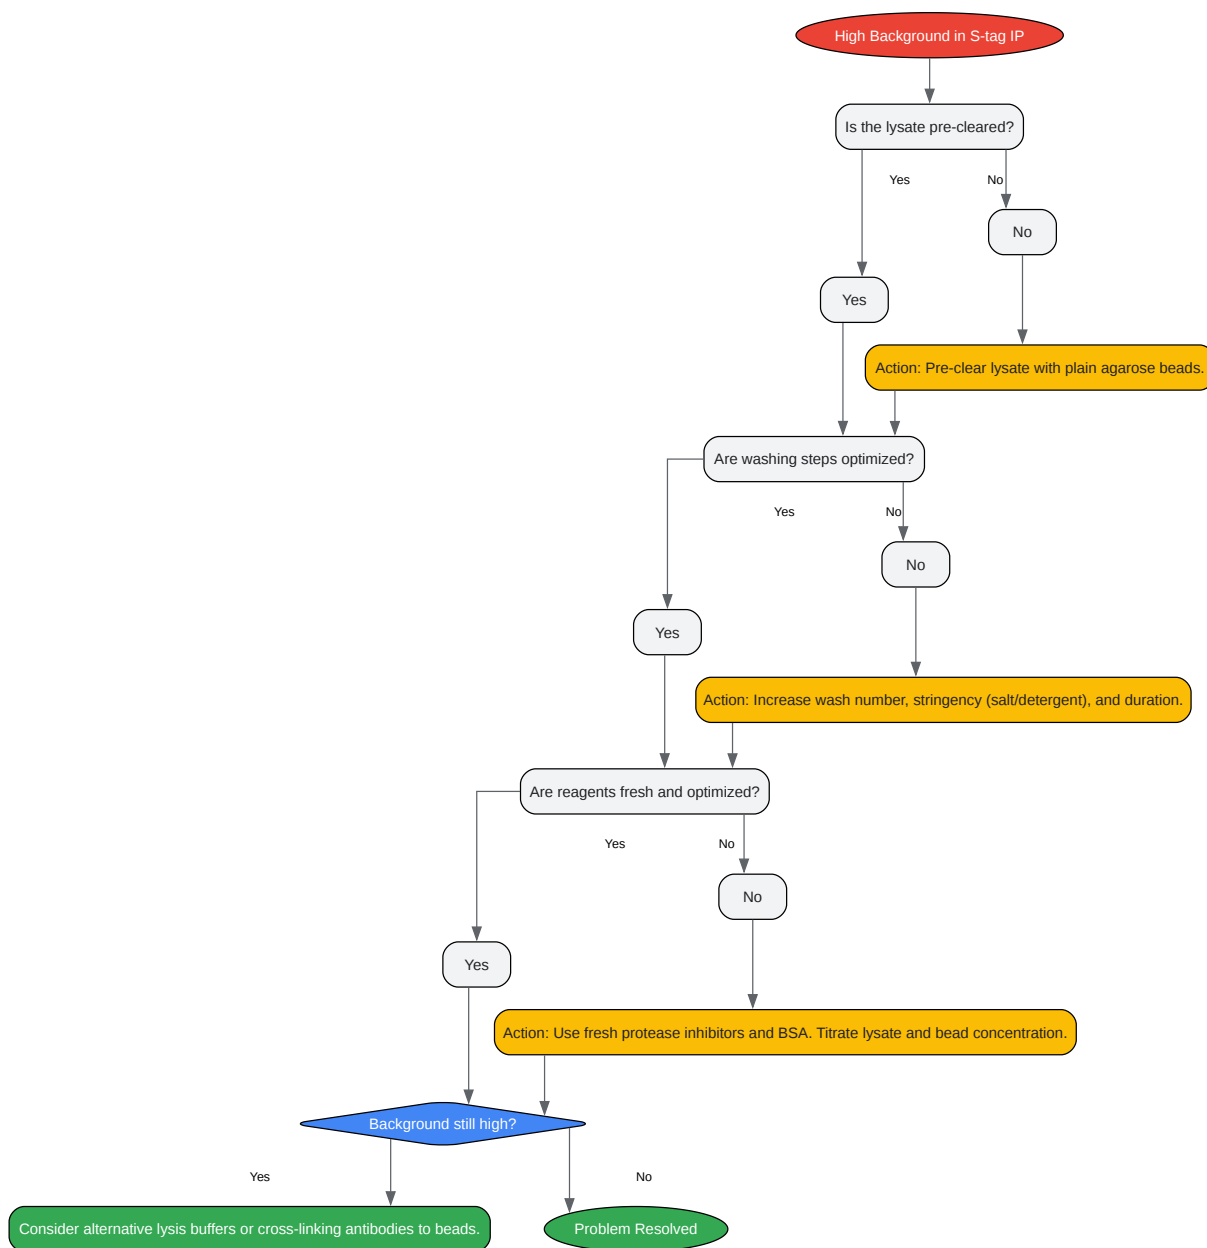 High Background in S-tag IP
Is the lysate pre-cleared?
Yes
No
No
Yes
Action: Pre-clear lysate with plain agarose beads.
Are washing steps optimized?
Yes
No
No
Yes
Action: Increase wash number, stringency (salt/detergent), and duration.
Are reagents fresh and optimized?
Yes
No
No
Yes
Action: Use fresh protease inhibitors and BSA. Titrate lysate and bead concentration.
Background still high?
Yes
No
Consider alternative lysis buffers or cross-linking antibodies to beads.
Problem Resolved